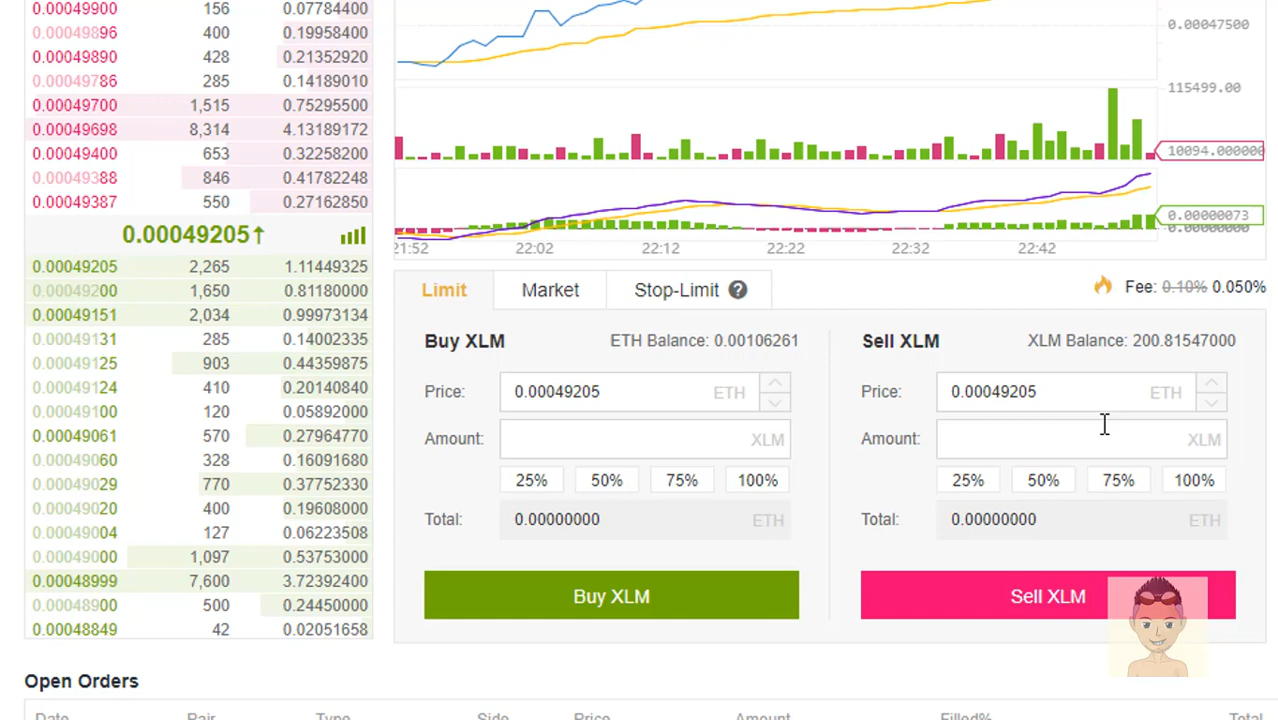 0.00049900 156 0.07784400
0.00049896 400 0.19958400
0.00049890 428 0.21352920
0.00049786 285 0.14189010
0.00049700 1,515 0.75295500
0.00049698 8,314 4.13189172
0.00049400 653 0.32258200
0.00049388 846 0.41782248
0.00049387 550 0.27162850
0.00049205↑
0.00049205 2,265 1.11449325
0.00049200 1,650 0.81180000
0.00049151 2,034 0.99973134
0.00049131 285 0.14002335
0.00049125 903 0.44359875
0.00049124 410 0.20140840
0.00049100 120 0.05892000
0.00049061 570 0.27964770
0.00049060 328 0.16091680
0.00049029 770 0.37752330
0.00049020 400 0.19608000
0.00049004 127 0.06223508
0.00049000 1,097 0.53753000
0.00048999 7,600 3.72392400
0.00048900 500 0.24450000
0.00048849 42 0.02051658
0.00047500
115499.00
10094.000000
0.00000073
0.00000000
21:52 22:02 22:12 22:22 22:32 22:42
Limit Market Stop-Limit ? Fee: 0.10% 0.050%
Buy XLM ETH Balance: 0.00106261
Price: 0.00049205 ETH
Amount: XLM
25% 50% 75% 100%
Total: 0.00000000 ETH
Buy XLM
Sell XLM XLM Balance: 200.81547000
Price: 0.00049205 ETH
Amount: XLM
25% 50% 75% 100%
Total: 0.00000000 ETH
Sell XLM
Open Orders
Date Pair Type Side Price Amount Filled% Total